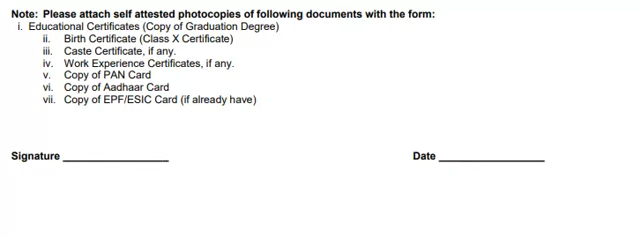 Note: Please attach self attested photocopies of following documents with the form:
i. Educational Certificates (Copy of Graduation Degree)
ii. Birth Certificate (Class X Certificate)
iii. Caste Certificate, if any.
iv. Work Experience Certificates, if any.
v. Copy of PAN Card
vi. Copy of Aadhaar Card
vii. Copy of EPF/ESIC Card (if already have)
Signature ___________________ Date ___________________